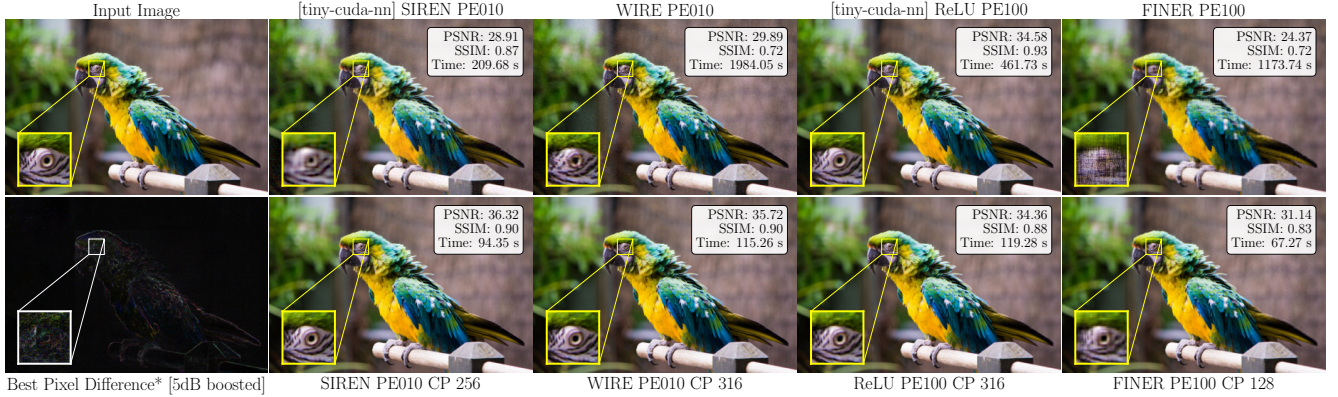 Input Image
[tiny-cuda-nn] SIREN PE010
WIRE PE010
[tiny-cuda-nn] ReLU PE100
FINER PE100
PSNR: 28.91
SSIM: 0.87
Time: 209.68 s
PSNR: 29.89
SSIM: 0.72
Time: 1984.05 s
PSNR: 34.58
SSIM: 0.93
Time: 461.73 s
PSNR: 24.37
SSIM: 0.72
Time: 1173.74 s
PSNR: 36.32
SSIM: 0.90
Time: 94.35 s
PSNR: 35.72
SSIM: 0.90
Time: 115.26 s
PSNR: 34.36
SSIM: 0.88
Time: 119.28 s
PSNR: 31.14
SSIM: 0.83
Time: 67.27 s
Best Pixel Difference* [5dB boosted]
SIREN PE010 CP 256
WIRE PE010 CP 316
ReLU PE100 CP 316
FINER PE100 CP 128